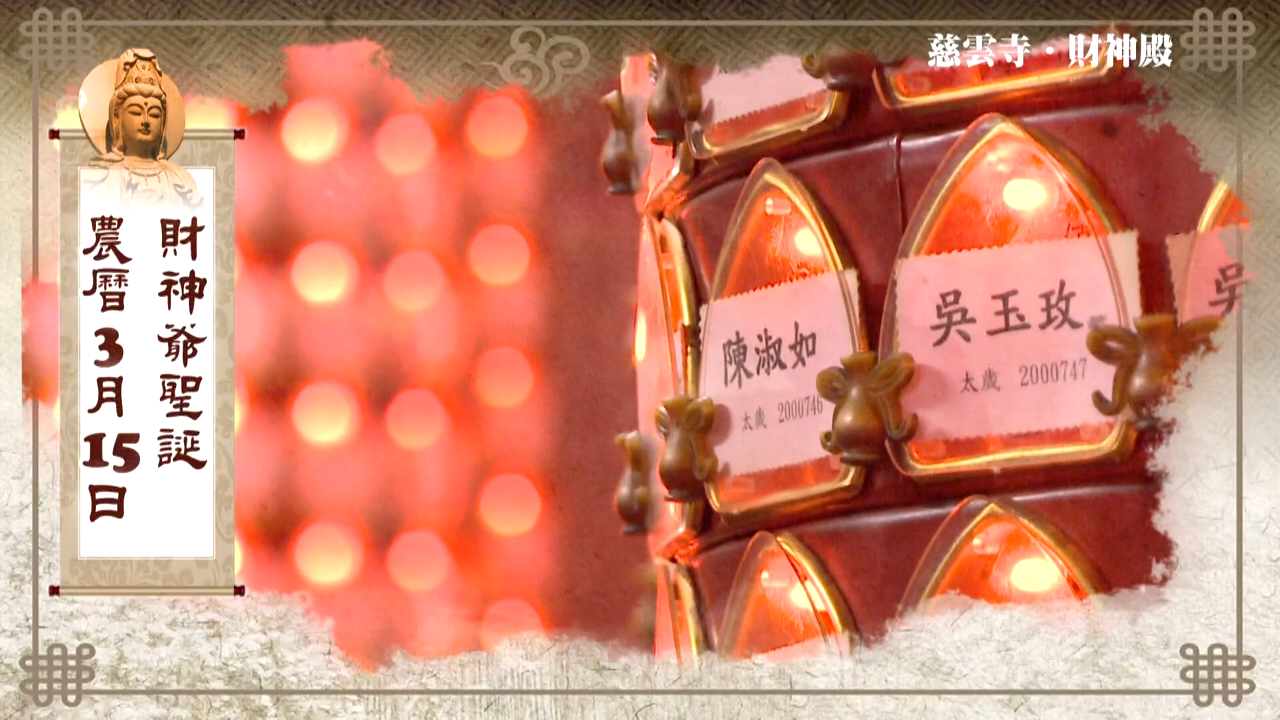 慈雲寺·財神殿
財神爺聖誕
農曆3月15日
陳淑如
太歲 2000746
吳玉玫
太歲 2000747
吳